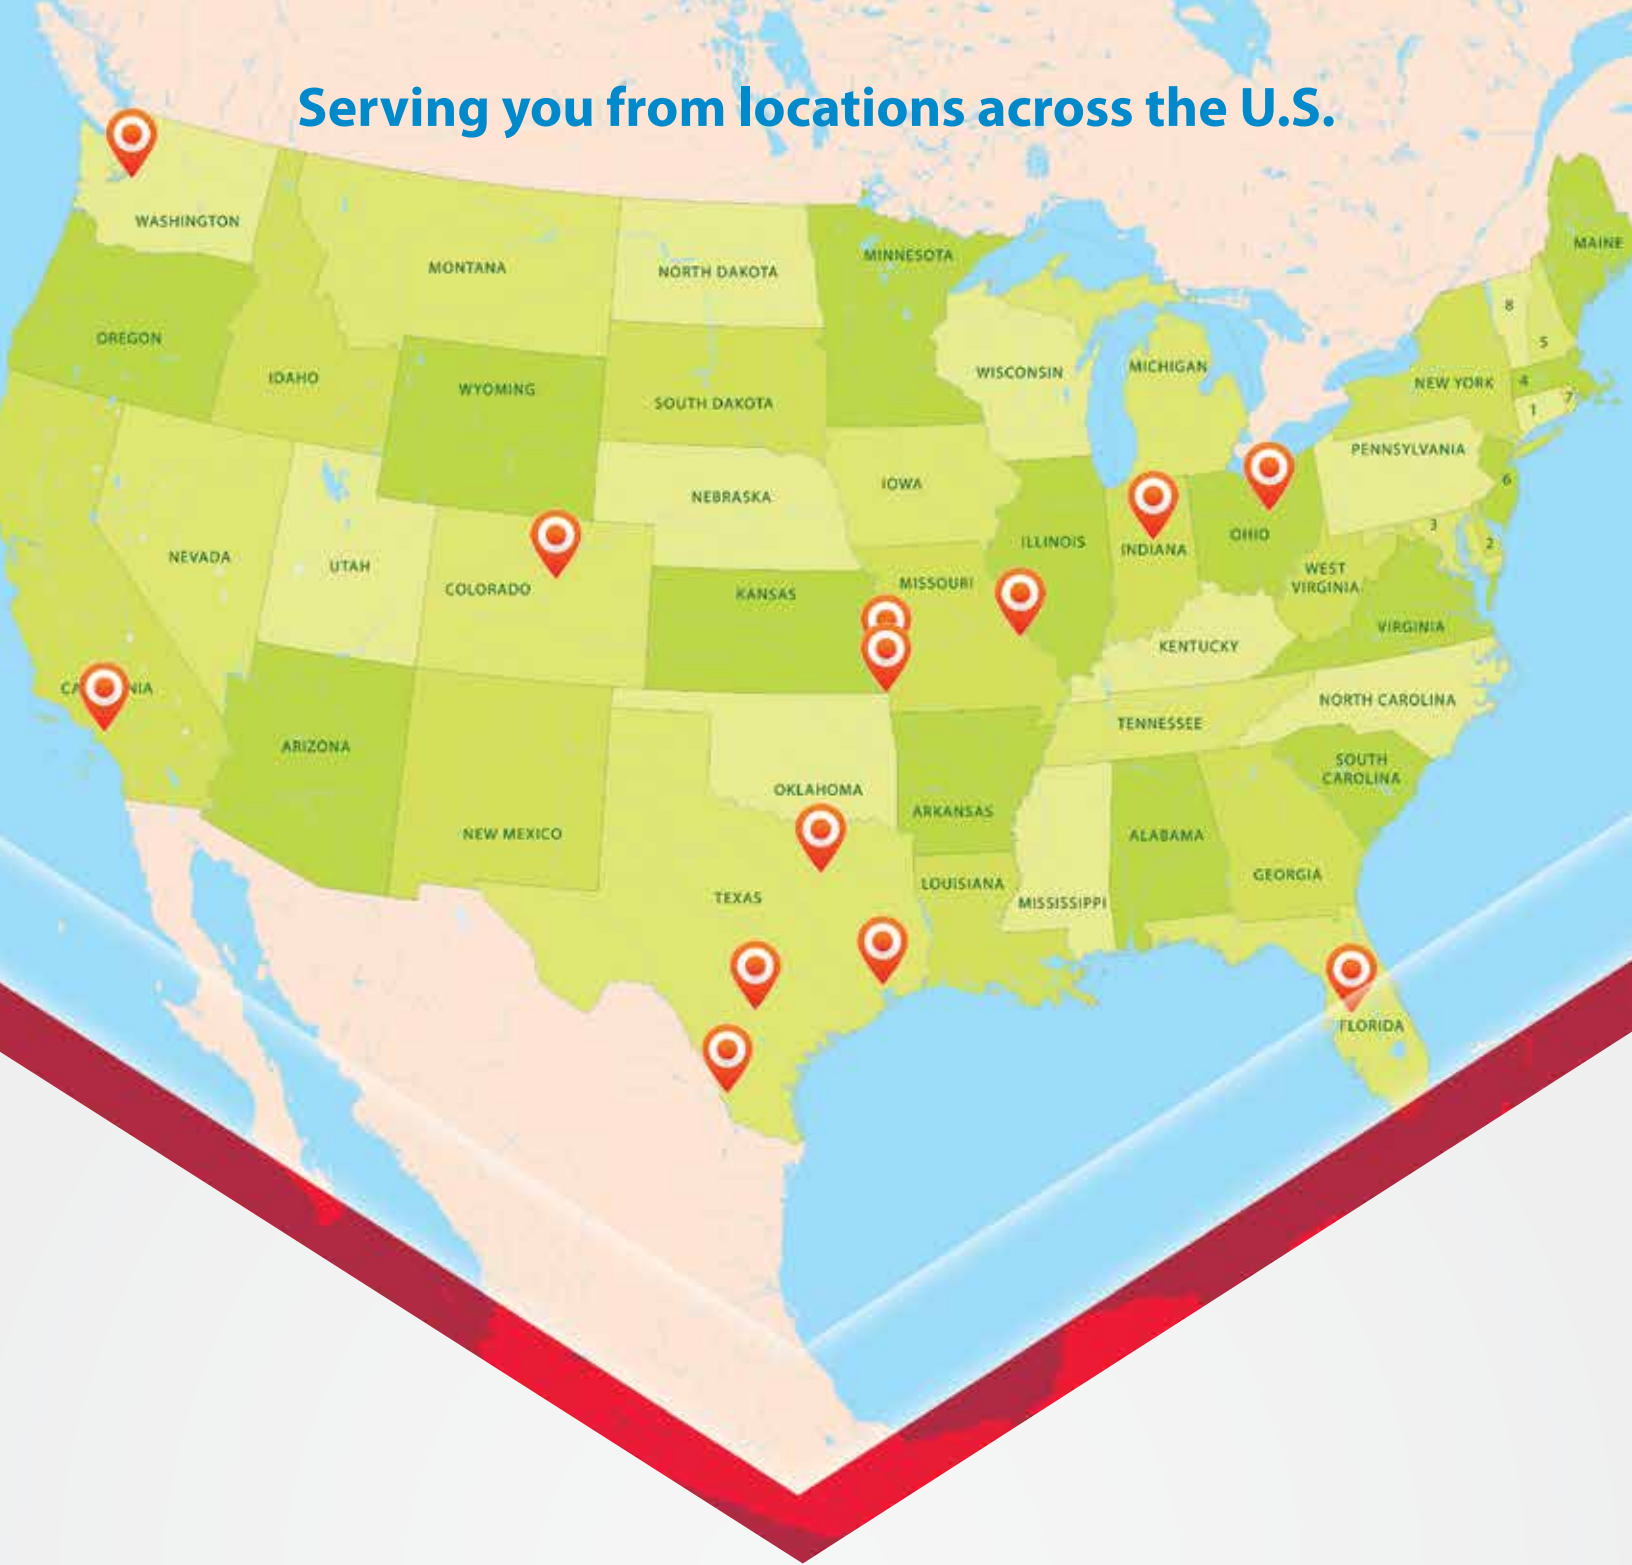 Serving you from locations across the U.S.
WASHINGTON
MAINE
MONTANA
NORTH DAKOTA
MINNESOTA
8
OREGON
5
IDAHO
WYOMING
SOUTH DAKOTA
WISCONSIN
MICHIGAN
NEW YORK
4
7
1
PENNSYLVANIA
6
NEBRASKA
IOWA
3
NEVADA
UTAH
COLORADO
KANSAS
MISSOURI
ILLINOIS
INDIANA
OHIO
2
WEST
VIRGINIA
VIRGINIA
KENTUCKY
CA NIA
NORTH CAROLINA
TENNESSEE
ARIZONA
SOUTH
CAROLINA
OKLAHOMA
ARKANSAS
NEW MEXICO
ALABAMA
GEORGIA
TEXAS
LOUISIANA
MISSISSIPPI
FLORIDA